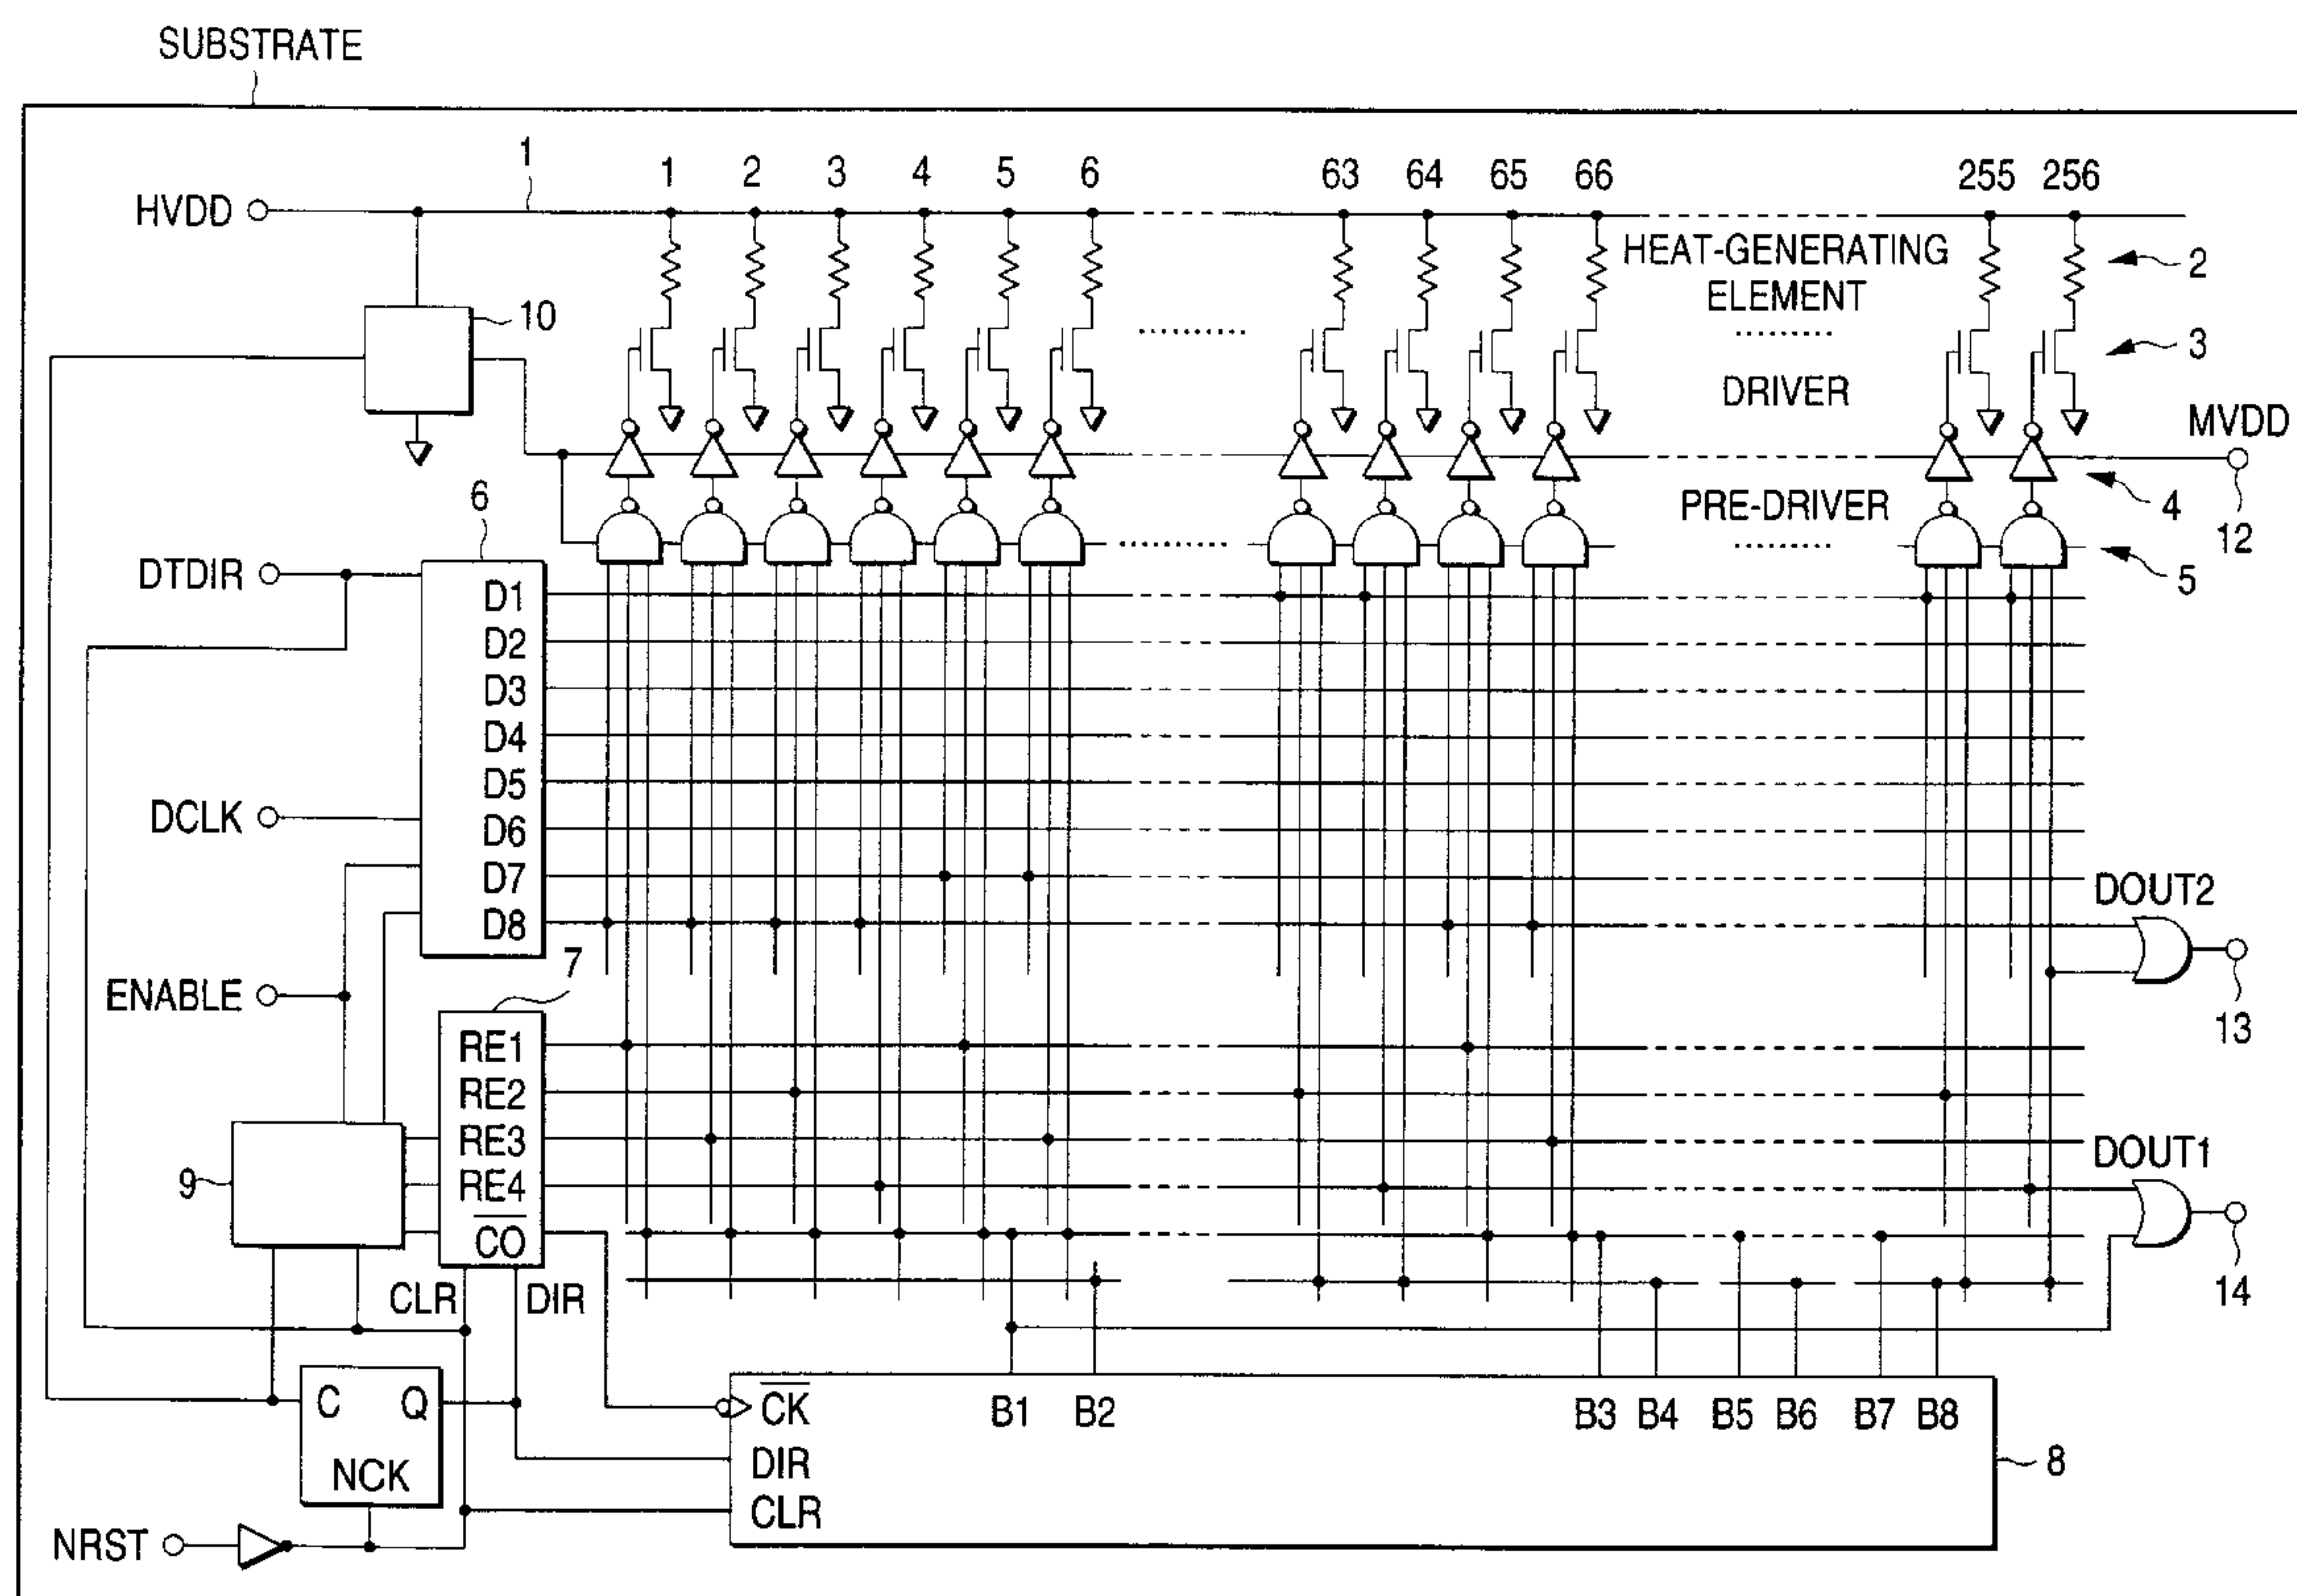 SUBSTRATE
1
1 2 3 4 5 6 63 64 65 66 255 256
HVDD
HEAT-GENERATING
ELEMENT
2
10
3
DRIVER
MVDD
6
PRE-DRIVER
4
12
DTDIR
5
D1
D2
D3
D4
D5
DCLK
D6
D7
DOUT2
D8
7
ENABLE
13
RE1
RE2
RE3
DOUT1
9
RE4
CO
CLR
DIR
14
C Q
CK
B1 B2 B3 B4 B5 B6 B7 B8
DIR
8
NCK
CLR
NRST